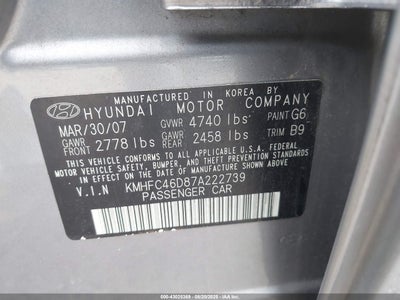 MANUFACTURED IN KOREA BY
HYUNDAI MOTOR COMPANY
MAR/30/07 GVWR 4740 lbs PAINT G6
GAWR FRONT 2778 lbs GAWR REAR 2458 lbs TRIM B9
THIS VEHICLE CONFORMS TO ALL APPLICABLE U.S.A. FEDERAL
MOTOR VEHICLE SAFETY, BUMPER, AND THEFT PREVENTION
STANDARDS IN EFFECT ON THE DATE OF MANUFACTURE SHOWN ABOVE
V.I.N KMHFC46D87A222739
PASSENGER CAR